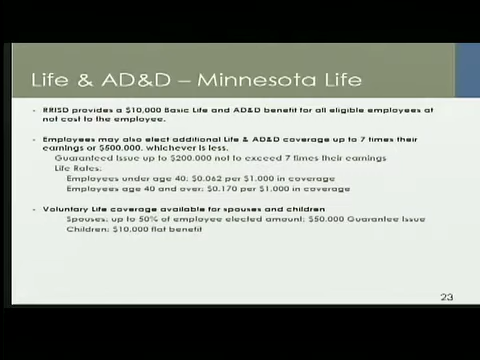 Life & AD&D – Minnesota Life
- RRISD provides a $10,000 Basic Life and AD&D benefit for all eligible employees at
not cost to the employee.
- Employees may also elect additional Life & AD&D coverage up to 7 times their
earnings or $500,000, whichever is less.
Guaranteed Issue up to $200,000 not to exceed 7 times their earnings
Life Rates:
Employees under age 40: $0.062 per $1,000 in coverage
Employees age 40 and over: $0.170 per $1,000 in coverage
- Voluntary Life coverage available for spouses and children
Spouses: up to 50% of employee elected amount; $50,000 Guarantee Issue
Children: $10,000 flat benefit
23